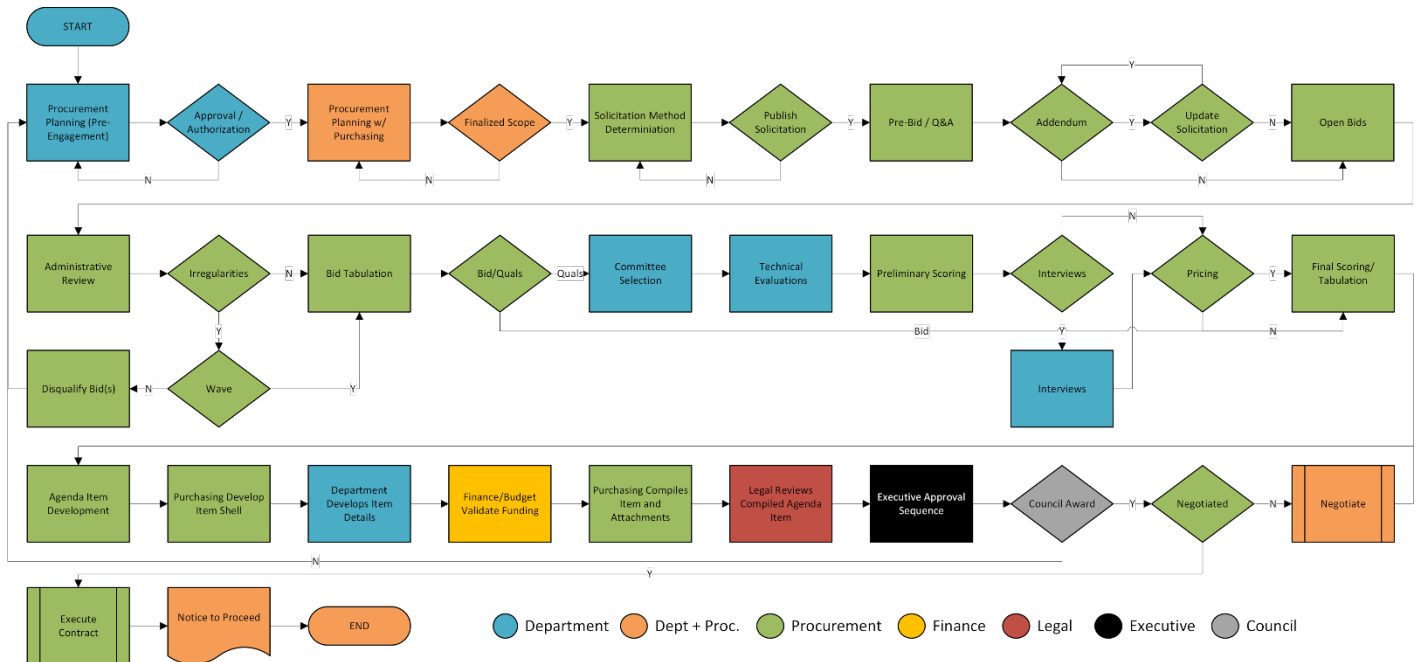 START
Procurement
Planning (Pre-
Engagement)
Approval /
Authorization
Y
Procurement
Planning w/
Purchasing
Finalized Scope
Y
Solicitation Method
Determiniation
Publish
Solicitation
Y
Pre-Bid / Q&A
Addendum
Y
Update
Solicitation
Y
N
Open Bids
N
N
N
N
Administrative
Review
Irregularities
N
Bid Tabulation
Bid/Quals
Quals
Committee
Selection
Technical
Evaluations
Preliminary Scoring
Interviews
N
Pricing
Y
Final Scoring/
Tabulation
Y
Bid
Y
N
Disqualify Bid(s)
N
Wave
Y
Interviews
Agenda Item
Development
Purchasing Develop
Item Shell
Department
Develops Item
Details
Finance/Budget
Validate Funding
Purchasing Compiles
Item and
Attachments
Legal Reviews
Compiled Agenda
Item
Executive Approval
Sequence
Council Award
Y
Negotiated
N
Negotiate
N
Y
Execute
Contract
Notice to Proceed
END
Department
Dept + Proc.
Procurement
Finance
Legal
Executive
Council